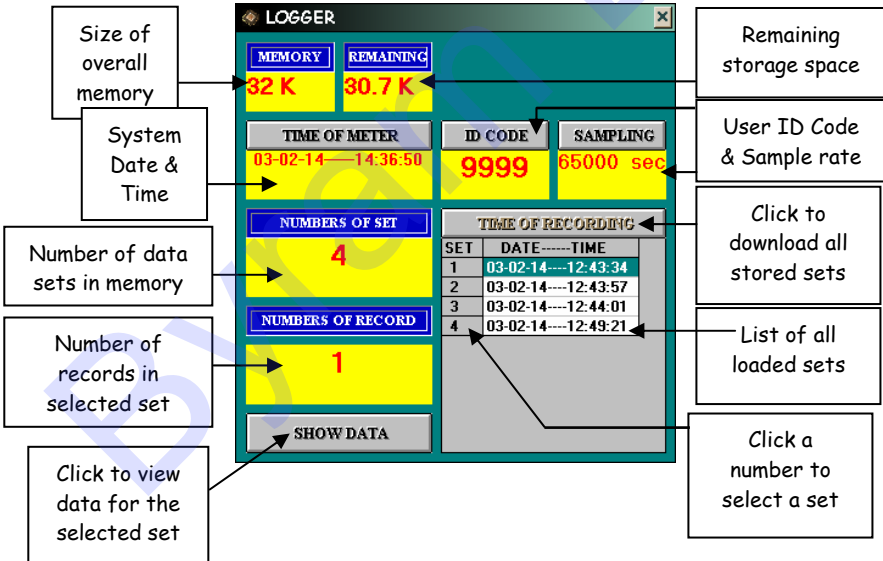 LOGGER
Size of
overall
memory
MEMORY
32 K
REMAINING
30.7 K
Remaining
storage space
System
Date &
Time
TIME OF METER
03-02-14----14:36:50
ID CODE
9999
SAMPLING
65000 sec
User ID Code
& Sample rate
NUMBERS OF SET
4
TIME OF RECORDING
Click to
download all
stored sets
Number of data
sets in memory
SET DATE------TIME
1 03-02-14----12:43:34
2 03-02-14----12:43:57
3 03-02-14----12:44:01
4 03-02-14----12:49:21
List of all
loaded sets
NUMBERS OF RECORD
1
Number of
records in
selected set
SHOW DATA
Click to view
data for the
selected set
Click a
number to
select a set